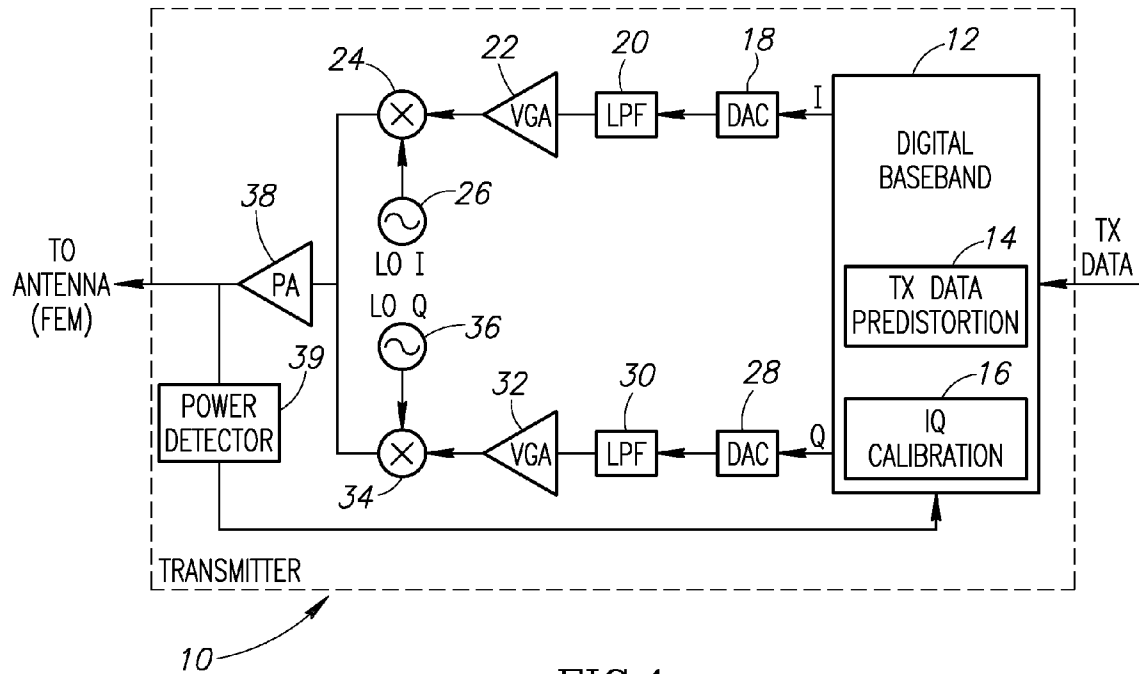 24
22
20
18
12
VGA
LPF
DAC
I
DIGITAL
BASEBAND
38
26
14
TX
DATA
TO
ANTENNA
(FEM)
PA
LO I
LO Q
TX DATA
PREDISTORTION
36
39
32
30
28
16
POWER
DETECTOR
VGA
LPF
DAC
Q
IQ
CALIBRATION
34
TRANSMITTER
10
FIG